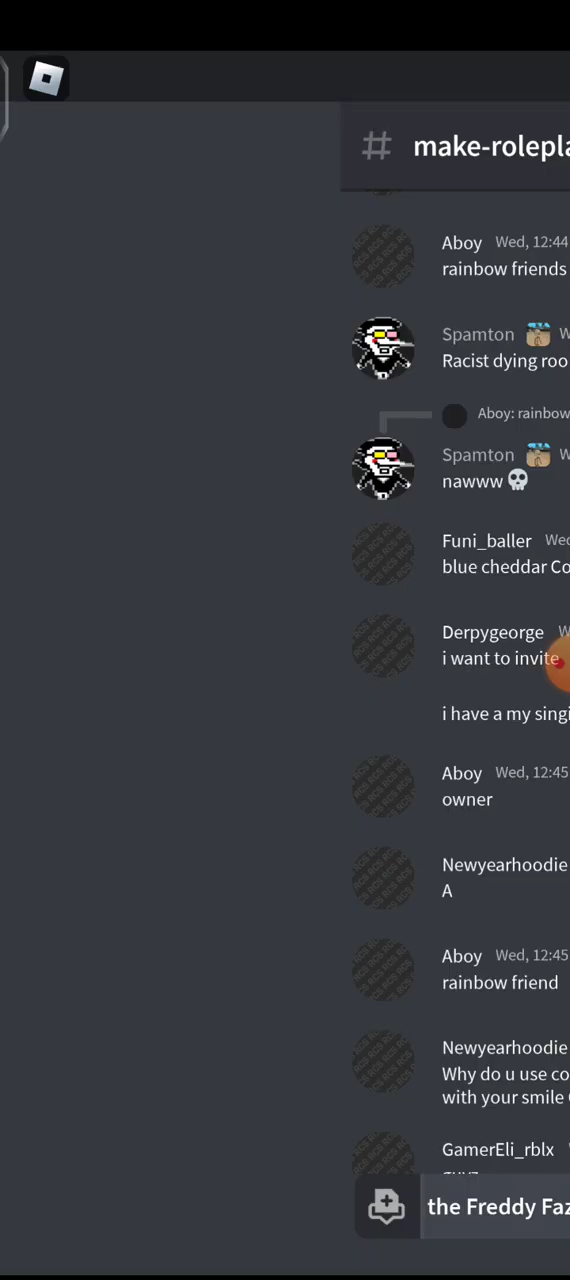 # make-roleplа
Aboy Wed, 12:44
rainbow friends
Spamton W
Racist dying roo
Aboy: rainbow
Spamton W
nawww 💀
Funi_baller Wed
blue cheddar Co
Derpygeorge W
i want to invite
i have a my singi
Aboy Wed, 12:45
owner
Newyearhoodie
A
Aboy Wed, 12:45
rainbow friend
Newyearhoodie
Why do u use co
with your smile
GamerEli_rblx
the Freddy Faz